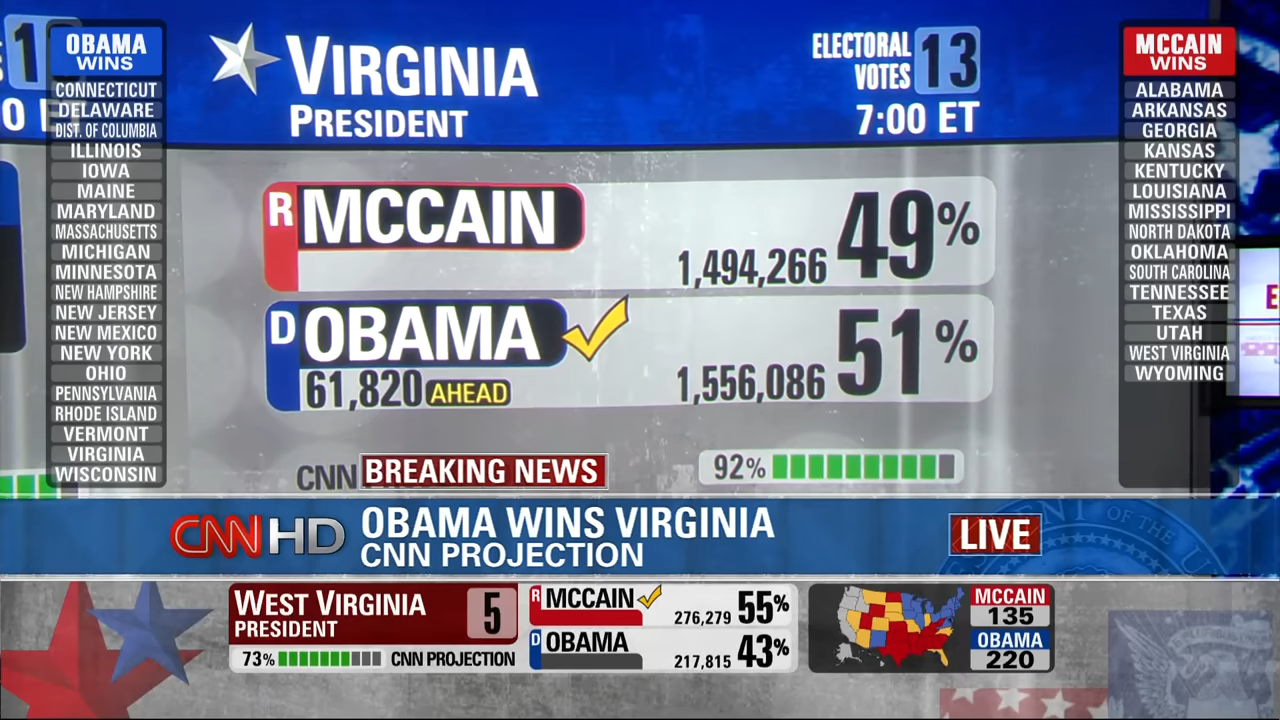 OBAMA
WINS
CONNECTICUT
DELAWARE
DIST. OF COLUMBIA
ILLINOIS
IOWA
MAINE
MARYLAND
MASSACHUSETTS
MICHIGAN
MINNESOTA
NEW HAMPSHIRE
NEW JERSEY
NEW MEXICO
NEW YORK
OHIO
PENNSYLVANIA
RHODE ISLAND
VERMONT
VIRGINIA
WISCONSIN
VIRGINIA
PRESIDENT
ELECTORAL
VOTES 13
7:00 ET
R MCCAIN
1,494,266 49%
D OBAMA
61,820 AHEAD
1,556,086 51%
CNN
92%
MCCAIN
WINS
ALABAMA
ARKANSAS
GEORGIA
KANSAS
KENTUCKY
LOUISIANA
MISSISSIPPI
NORTH DAKOTA
OKLAHOMA
SOUTH CAROLINA
TENNESSEE
TEXAS
UTAH
WEST VIRGINIA
WYOMING
BREAKING NEWS
CNN HD
OBAMA WINS VIRGINIA
CNN PROJECTION
LIVE
OF THE
WEST VIRGINIA 5
PRESIDENT
73% CNN PROJECTION
R MCCAIN 276,279 55%
D OBAMA 217,815 43%
MCCAIN
135
OBAMA
220